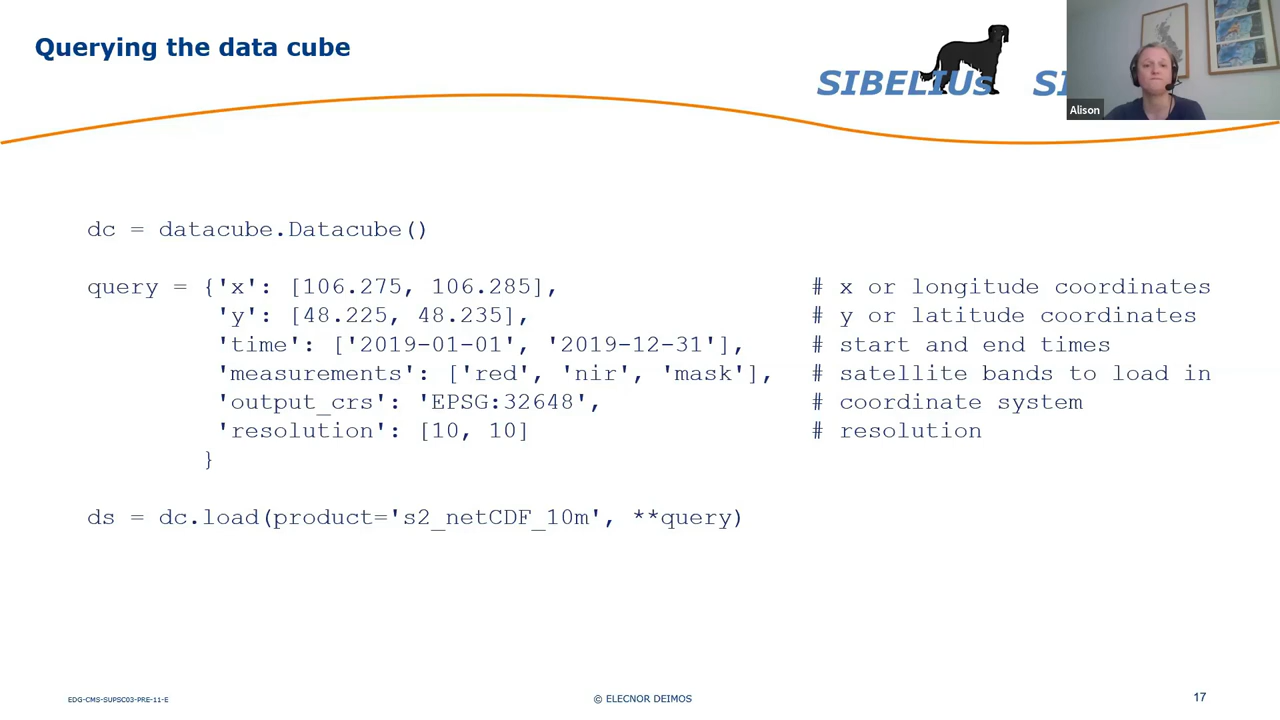 Querying the data cube
SIBELIUs
SI
Alison
dc = datacube.Datacube()
query = {'x': [106.275, 106.285], # x or longitude coordinates
'y': [48.225, 48.235], # y or latitude coordinates
'time': ['2019-01-01', '2019-12-31'], # start and end times
'measurements': ['red', 'nir', 'mask'], # satellite bands to load in
'output_crs': 'EPSG:32648', # coordinate system
'resolution': [10, 10] # resolution
}
ds = dc.load(product='s2_netCDF_10m', **query)
EDG-CMS-SUPSC03-PRE-11-E
© ELECNOR DEIMOS
17